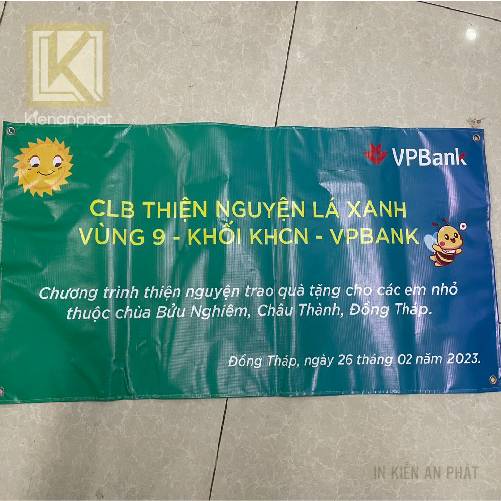 kienanphat
VPBank
CLB THIỆN NGUYỆN LÁ XANH
VÙNG 9 - KHỐI KHCN - VPBANK
Chương trình thiện nguyện trao quà tặng cho các em nhỏ
thuộc chùa Bửu Nghiêm, Châu Thành, Đồng Tháp.
Đồng Tháp, ngày 26 tháng 02 năm 2023.
IN KIẾN AN PHÁT